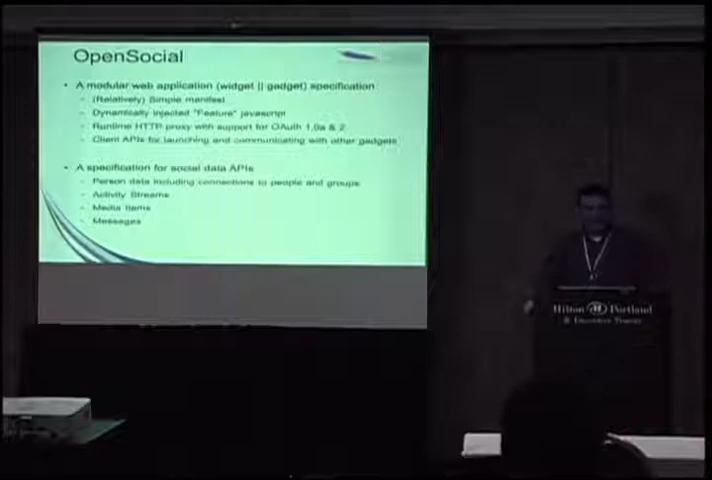 OpenSocial
• A modular web application (widget || gadget) specification
- (Relatively) Simple manifest
- Dynamically injected "Feature" javascript
- Runtime HTTP proxy with support for OAuth 1.0a & 2
- Client APIs for launching and communicating with other gadgets
• A specification for social data APIs
- Person data including connections to people and groups
- Activity Streams
- Media Items
- Messages
Hilton Portland
& Executive Tower